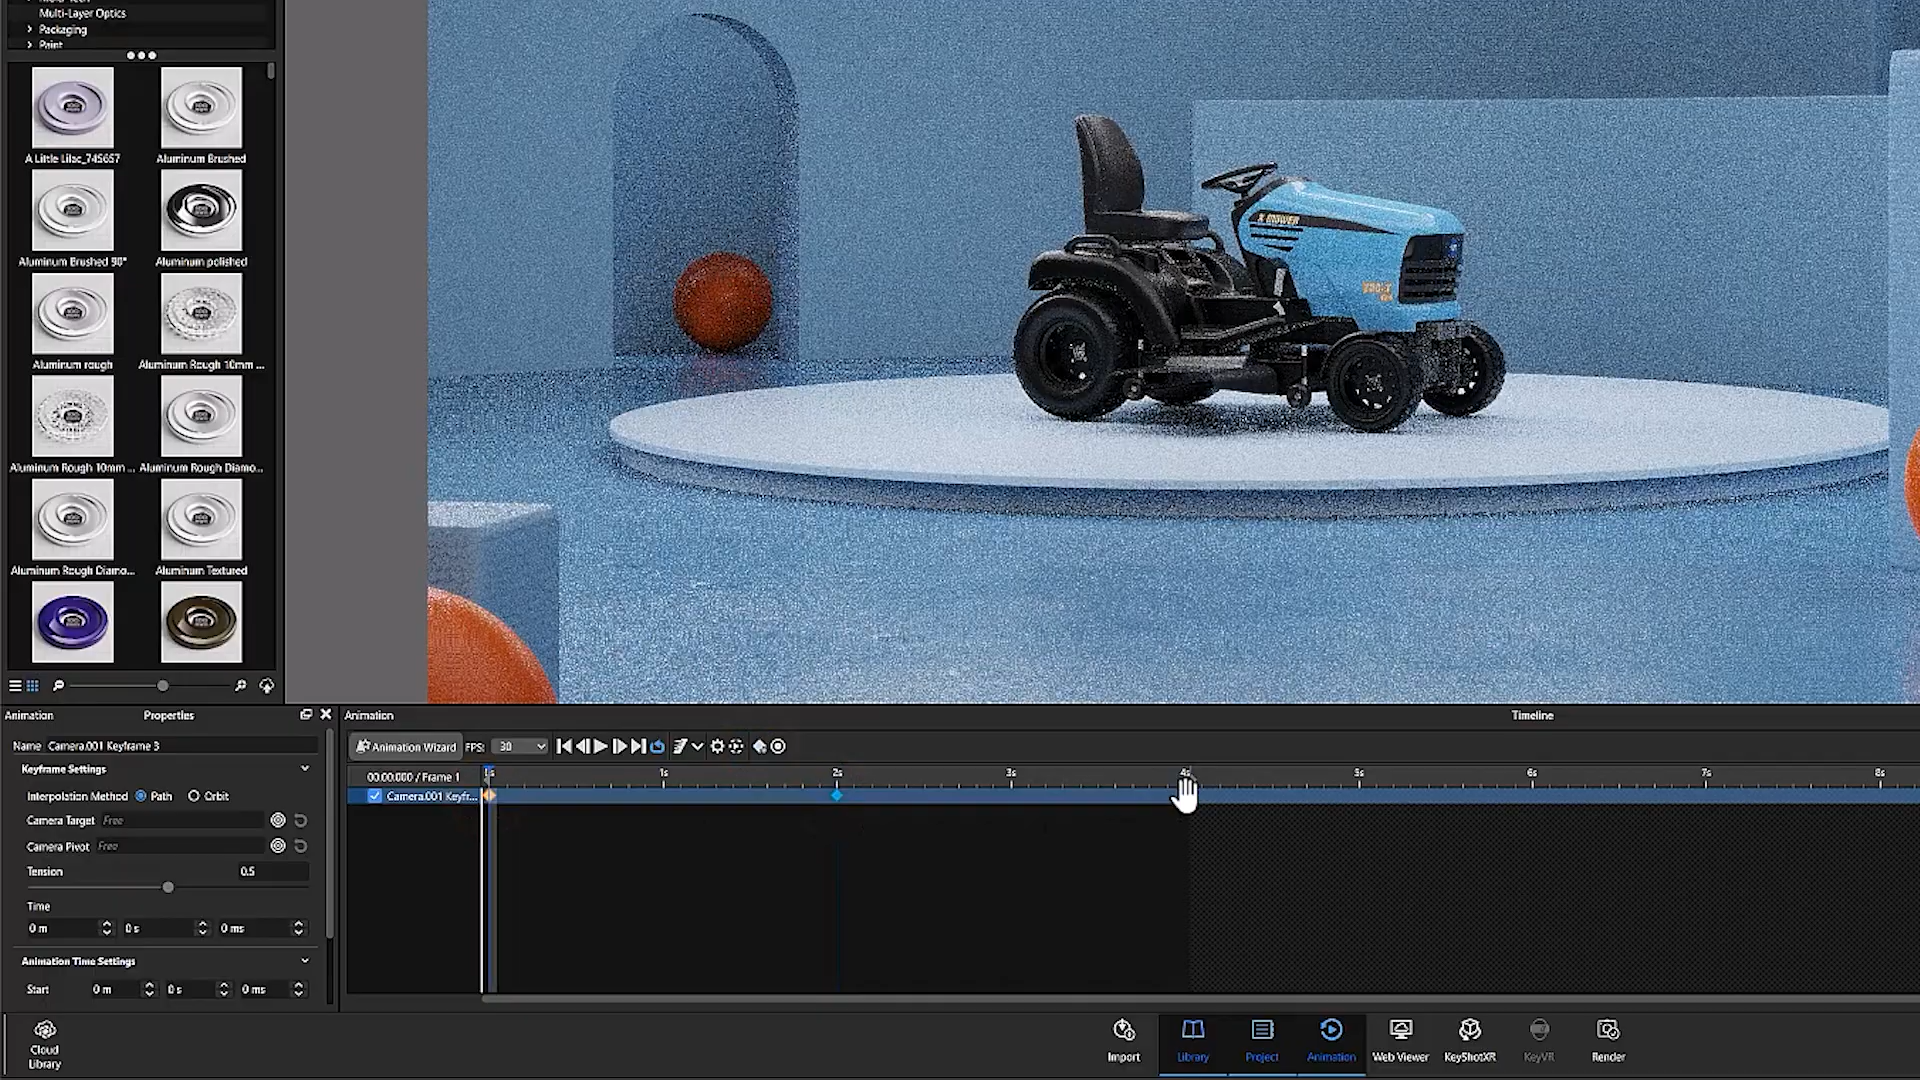 Multi-Layer Optics
Packaging
Paint
A Little Lilac_745657
Aluminum Brushed
Aluminum Brushed 90°
Aluminum polished
Aluminum rough
Aluminum Rough 10mm ...
Aluminum Rough 10mm ...
Aluminum Rough Diamo...
Aluminum Rough Diamo...
Aluminum Textured
X MOWER
Animation
Properties
Name Camera.001 Keyframe 3
Keyframe Settings
Interpolation Method Path Orbit
Camera Target Free
Camera Pivot Free
Tension 0.5
Time
0 m 0 s 0 ms
Animation Time Settings
Start 0 m 0 s 0 ms
Animation
Timeline
Animation Wizard FPS: 30
00:00:000 / Frame 1
1s 2s 3s 4s 5s 6s 7s 8s
Camera.001 Keyfr...
Cloud
Library
Import
Library
Project
Animation
Web Viewer
KeyShotXR
KeyVR
Render